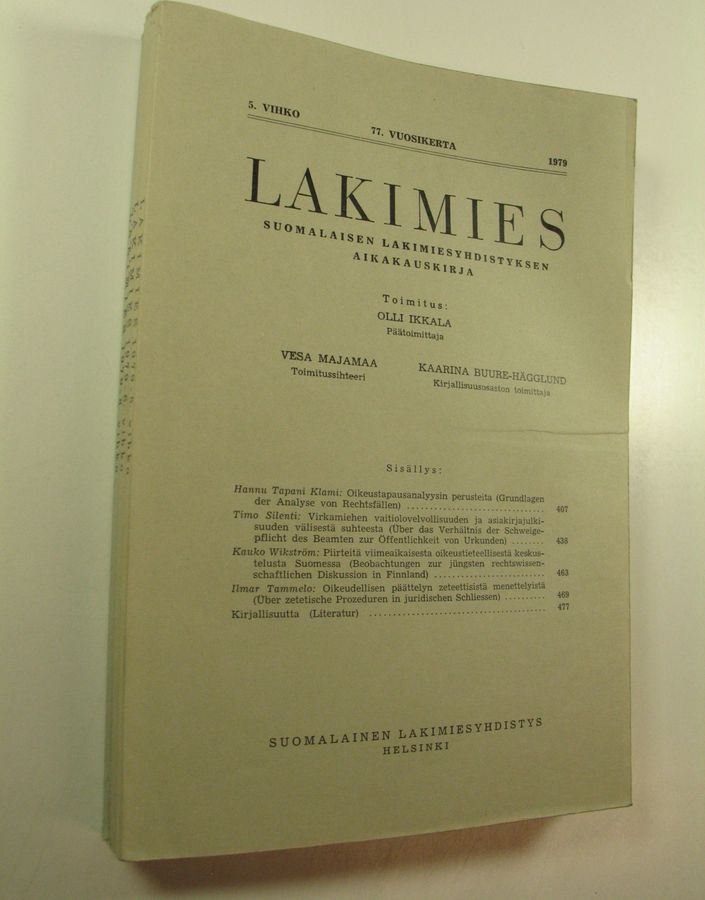 5. VIHKO
77. VUOSIKERTA
1979
LAKIMIES
SUOMALAISEN LAKIMIESYHDISTYKSEN
AIKAKAUSKIRJA
Toimitus:
OLLI IKKALA
Päätoimittaja
VESA MAJAMAA
Toimitussihteeri
KAARINA BUURE-HÄGGLUND
Kirjallisuusosaston toimittaja
Sisällys:
Hannu Tapani Klami: Oikeustapausanalyysin perusteita (Grundlagen
der Analyse von Rechtsfällen) 407
Timo Silenti: Virkamiehen vaitiolovelvollisuuden ja asiakirjajulki-
suuden välisestä suhteesta (Über das Verhältnis der Schweige-
pflicht des Beamten zur Öffentlichkeit von Urkunden) 438
Kauko Wikström: Piirteitä viimeaikaisesta oikeustieteellisestä keskus-
telusta Suomessa (Beobachtungen zur jüngsten rechtswissen-
schaftlichen Diskussion in Finnland) 463
Ilmar Tammelo: Oikeudellisen päättelyn zeteettisistä menettelyistä
(Über zetetische Prozeduren in juridischen Schliessen) 469
Kirjallisuutta (Literatur) 477
SUOMALAINEN LAKIMIESYHDISTYS
HELSINKI